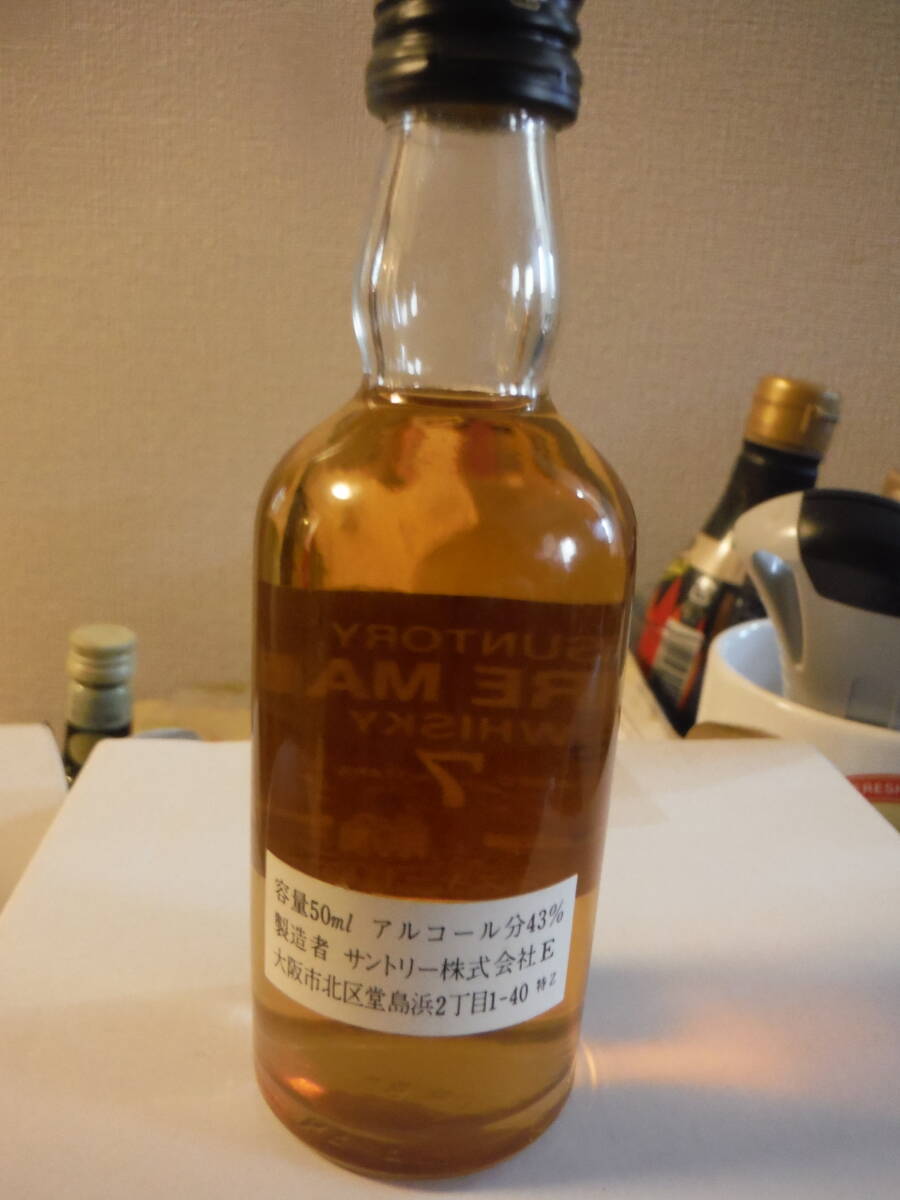 SUNTORY
RE MA
WHISKY
7
容量50ml アルコール分43%
製造者 サントリー株式会社E
大阪市北区堂島浜2丁目1-40 特乙
RESH